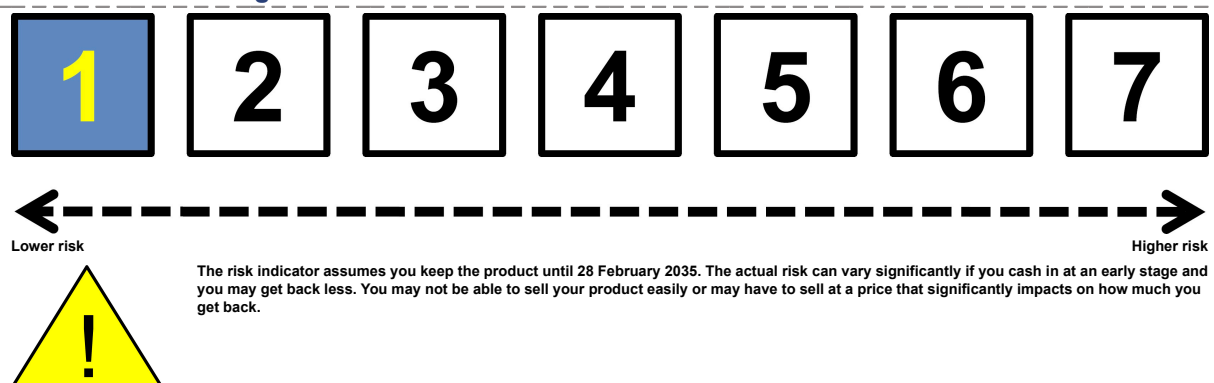 1 2 3 4 5 6 7
Lower risk Higher risk
The risk indicator assumes you keep the product until 28 February 2035. The actual risk can vary significantly if you cash in at an early stage and
you may get back less. You may not be able to sell your product easily or may have to sell at a price that significantly impacts on how much you
get back.
!